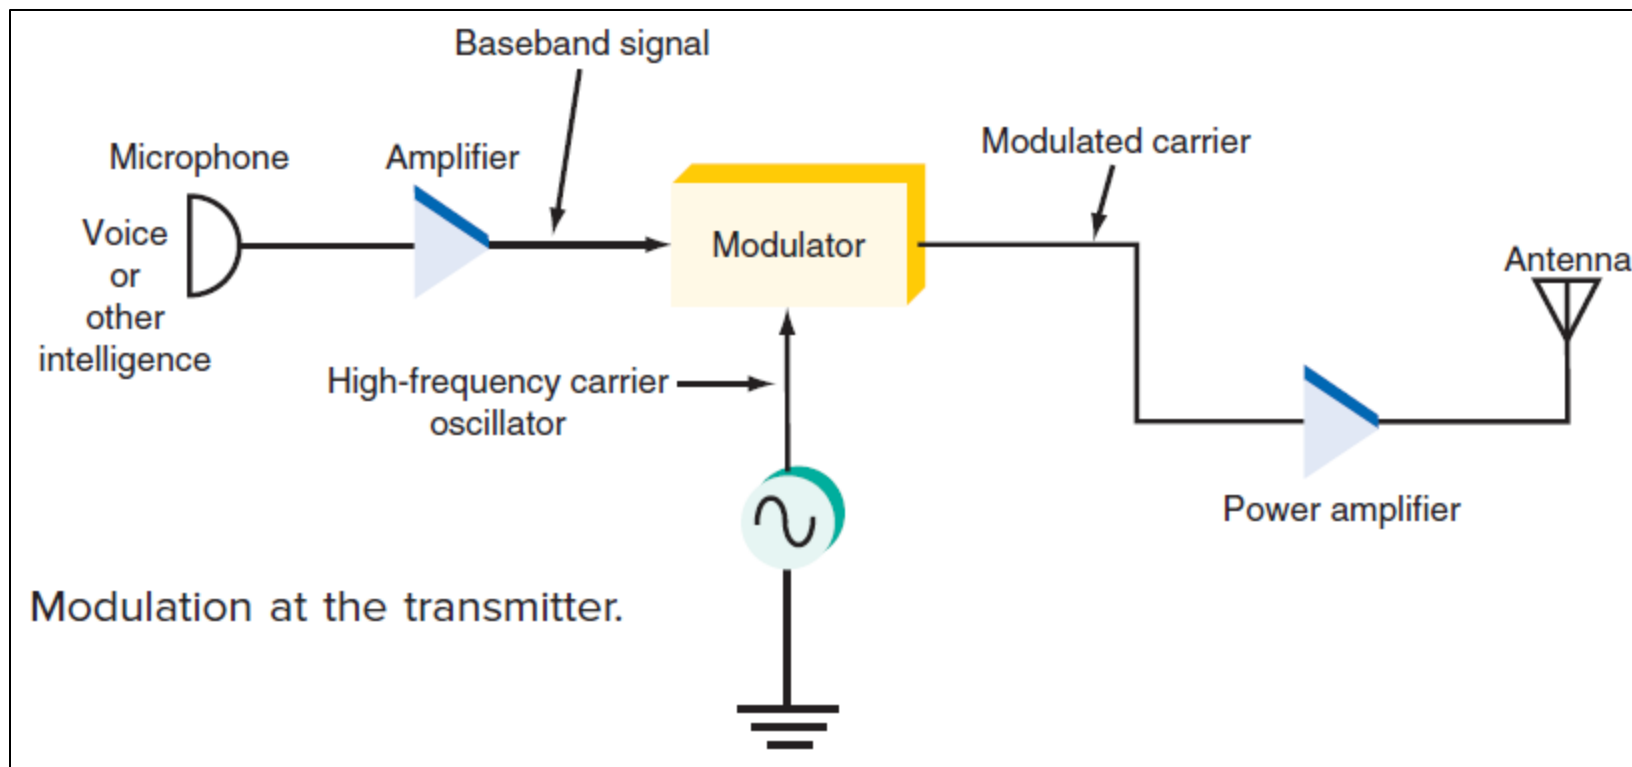 Baseband signal
Microphone
Amplifier
Modulated carrier
Voice
or
other
intelligence
Modulator
Antenna
High-frequency carrier
oscillator
Power amplifier
Modulation at the transmitter.